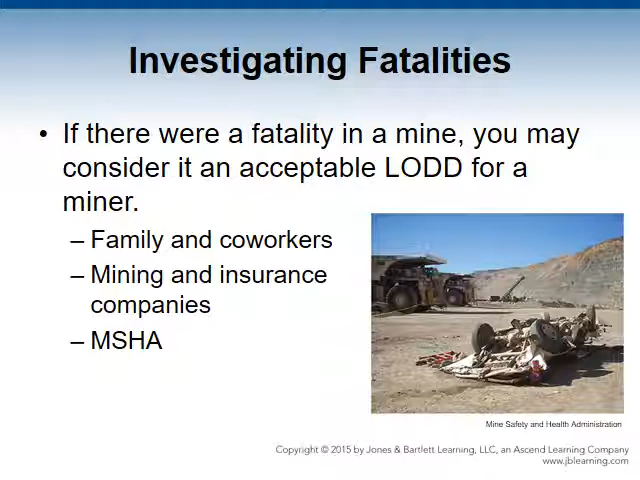 Investigating Fatalities
• If there were a fatality in a mine, you may
consider it an acceptable LODD for a
miner.
– Family and coworkers
– Mining and insurance
companies
– MSHA
Mine Safety and Health Administration
Copyright © 2015 by Jones & Bartlett Learning, LLC, an Ascend Learning Company
www.jblearning.com